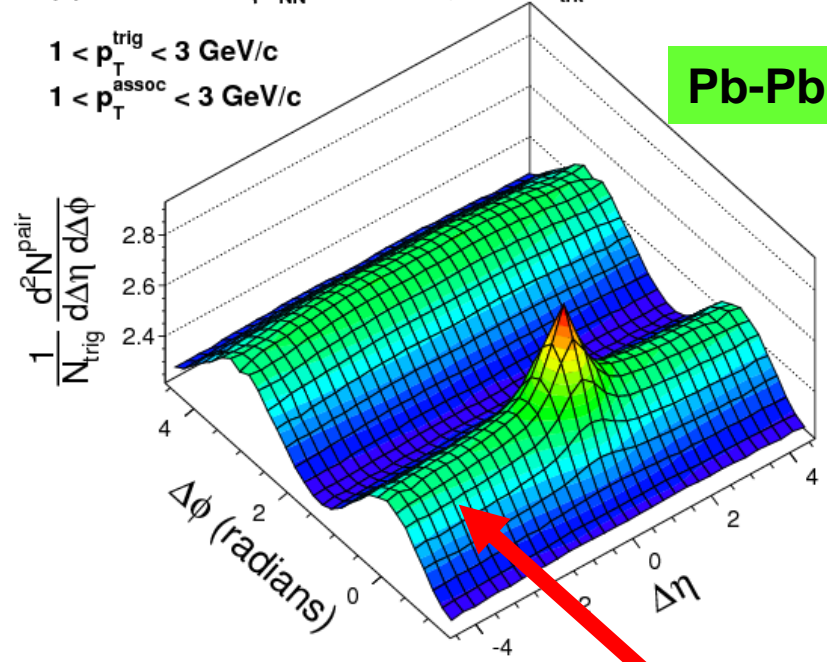 1 < p_T^trig < 3 GeV/c
1 < p_T^assoc < 3 GeV/c
Pb-Pb
1/N_trig d²N^pair/dΔη dΔϕ
2.8
2.6
2.4
4
2
0
Δϕ (radians)
-4
0
2
4
Δη